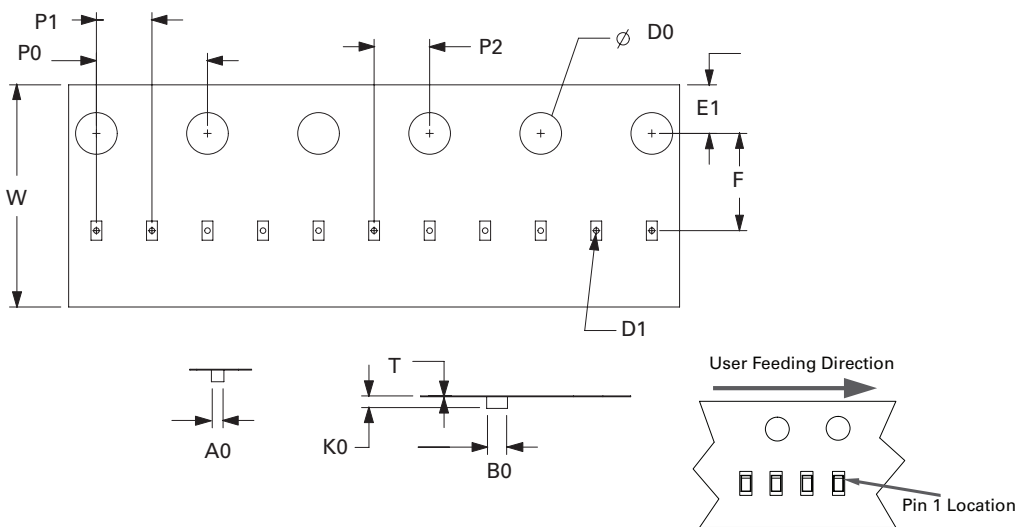 P1
P0
P2
⌀ D0
E1
W
F
D1
T
A0
K0
B0
User Feeding Direction
Pin 1 Location